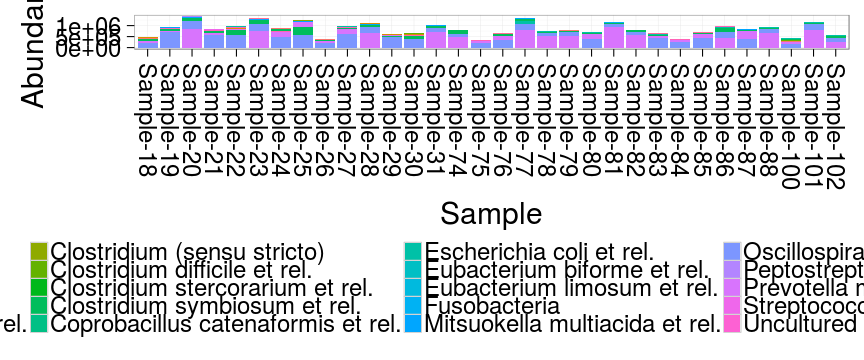 Abundan
1e+06
5e+05
0e+00
Sample-18
Sample-19
Sample-20
Sample-21
Sample-22
Sample-23
Sample-24
Sample-25
Sample-26
Sample-27
Sample-28
Sample-29
Sample-30
Sample-31
Sample-74
Sample-75
Sample-76
Sample-77
Sample-78
Sample-79
Sample-80
Sample-81
Sample-82
Sample-83
Sample-84
Sample-85
Sample-86
Sample-87
Sample-88
Sample-100
Sample-101
Sample-102
Sample
Clostridium (sensu stricto)
Clostridium difficile et rel.
Clostridium stercorarium et rel.
Clostridium symbiosum et rel.
rel.
Coprobacillus catenaformis et rel.
Escherichia coli et rel.
Eubacterium biforme et rel.
Eubacterium limosum et rel.
Fusobacteria
Mitsuokella multiacida et rel.
Oscillospira
Peptostrept
Prevotella m
Streptococc
Uncultured